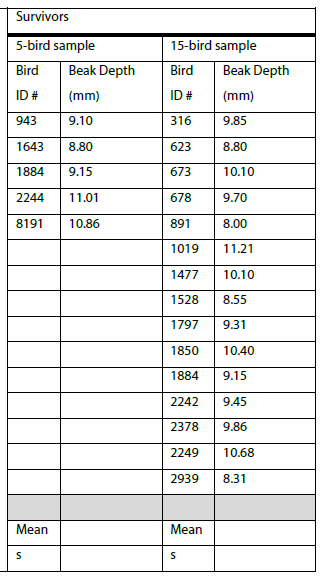 Survivors
5-bird sample 15-bird sample
Bird Beak Depth Bird Beak Depth
ID # (mm) ID # (mm)
943 9.10 316 9.85
1643 8.80 623 8.80
1884 9.15 673 10.10
2244 11.01 678 9.70
8191 10.86 891 8.00
1019 11.21
1477 10.10
1528 8.55
1797 9.31
1850 10.40
1884 9.15
2242 9.45
2378 9.86
2249 10.68
2939 8.31
Mean Mean
s s